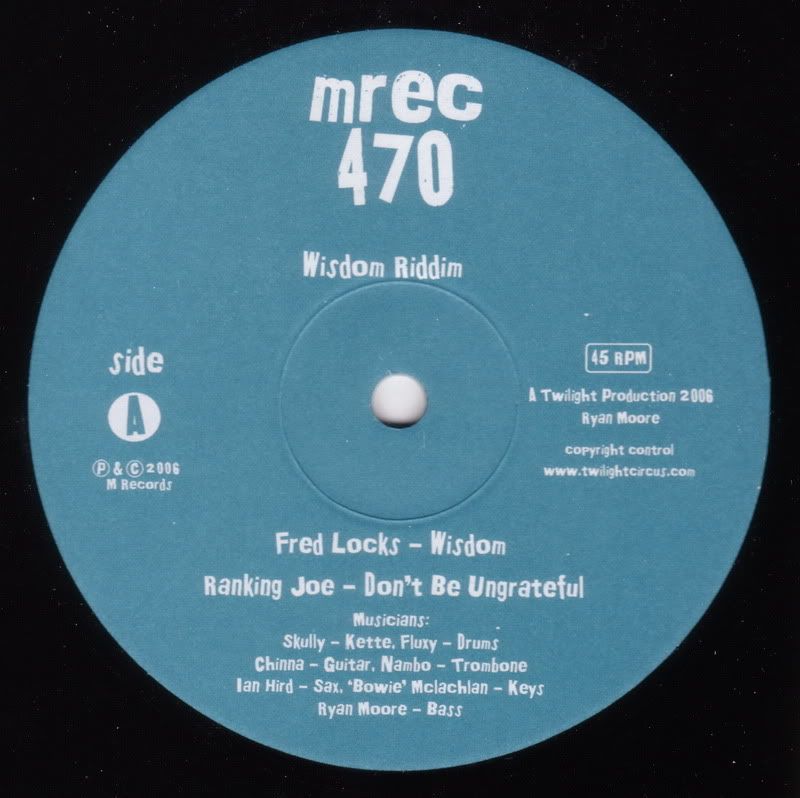 mrec
470
Wisdom Riddim
side
A
Ⓟ & © 2006
M Records
45 RPM
A Twilight Production 2006
Ryan Moore
copyright control
www.twilightcircus.com
Fred Locks – Wisdom
Ranking Joe – Don't Be Ungrateful
Musicians:
Skully – Kette, Fluxy – Drums
Chinna – Guitar, Nambo – Trombone
Ian Hird – Sax, 'Bowie' Mclachlan – Keys
Ryan Moore – Bass